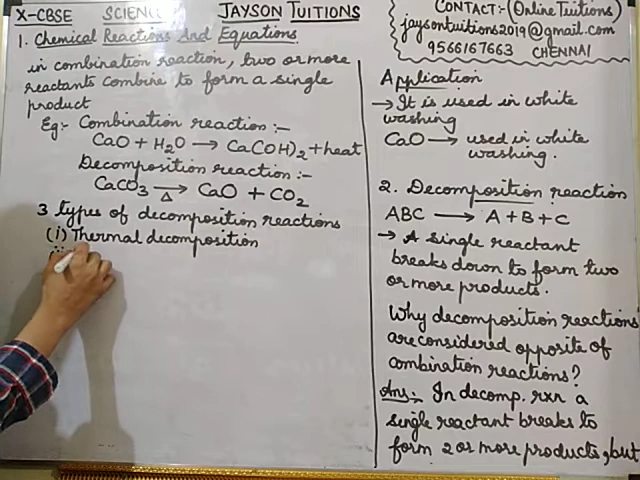 X-CBSE SCIENCE JAYSON TUITIONS
1. Chemical Reactions And Equations
in combination reaction, two or more
reactants combine to form a single
product
Eg:- Combination reaction:-
CaO + H2O → Ca(OH)2 + heat
Decomposition reaction:-
CaCO3 →Δ CaO + CO2
3 types of decomposition reactions
(i) Thermal decomposition
CONTACT:-(Online Tuitions)
jaysontuitions2019@gmail.com
9566167663 CHENNAI
Application
→ It is used in white
washing
CaO → used in white
washing.
2. Decomposition reaction
ABC → A + B + C
→ A single reactant
breaks down to form two
or more products.
Why decomposition reactions
are considered opposite of
combination reactions?
Ans:- In decomp. rxn a
single reactant breaks to
form 2 or more products, but